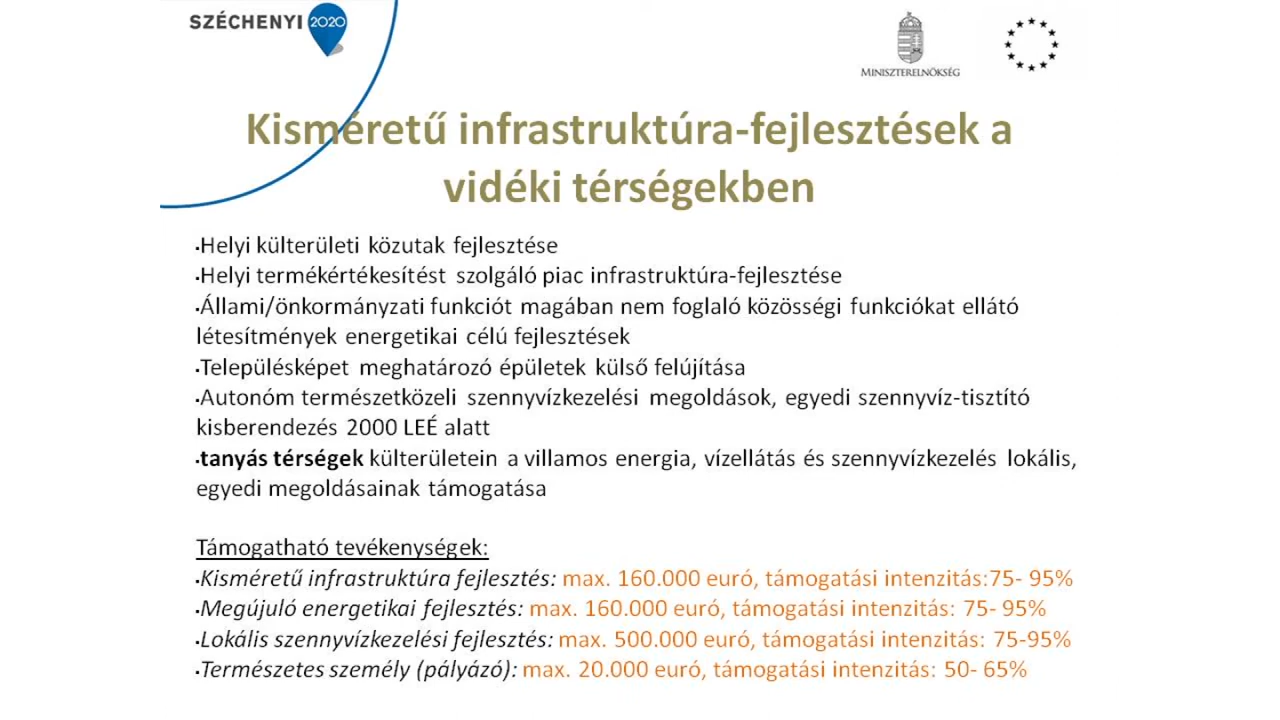 SZÉCHENYI 2020
MINISZTERELNÖKSÉG
Kisméretű infrastruktúra-fejlesztések a
vidéki térségekben
•Helyi külterületi közutak fejlesztése
•Helyi termékértékesítést szolgáló piac infrastruktúra-fejlesztése
•Állami/önkormányzati funkciót magában nem foglaló közösségi funkciókat ellátó
létesítmények energetikai célú fejlesztések
•Településképet meghatározó épületek külső felújítása
•Autonóm természetközeli szennyvízkezelési megoldások, egyedi szennyvíz-tisztító
kisberendezés 2000 LEÉ alatt
•tanyás térségek külterületein a villamos energia, vízellátás és szennyvízkezelés lokális,
egyedi megoldásainak támogatása
Támogatható tevékenységek:
•Kisméretű infrastruktúra fejlesztés: max. 160.000 euró, támogatási intenzitás:75- 95%
•Megújuló energetikai fejlesztés: max. 160.000 euró, támogatási intenzitás: 75- 95%
•Lokális szennyvízkezelési fejlesztés: max. 500.000 euró, támogatási intenzitás: 75-95%
•Természetes személy (pályázó): max. 20.000 euró, támogatási intenzitás: 50- 65%